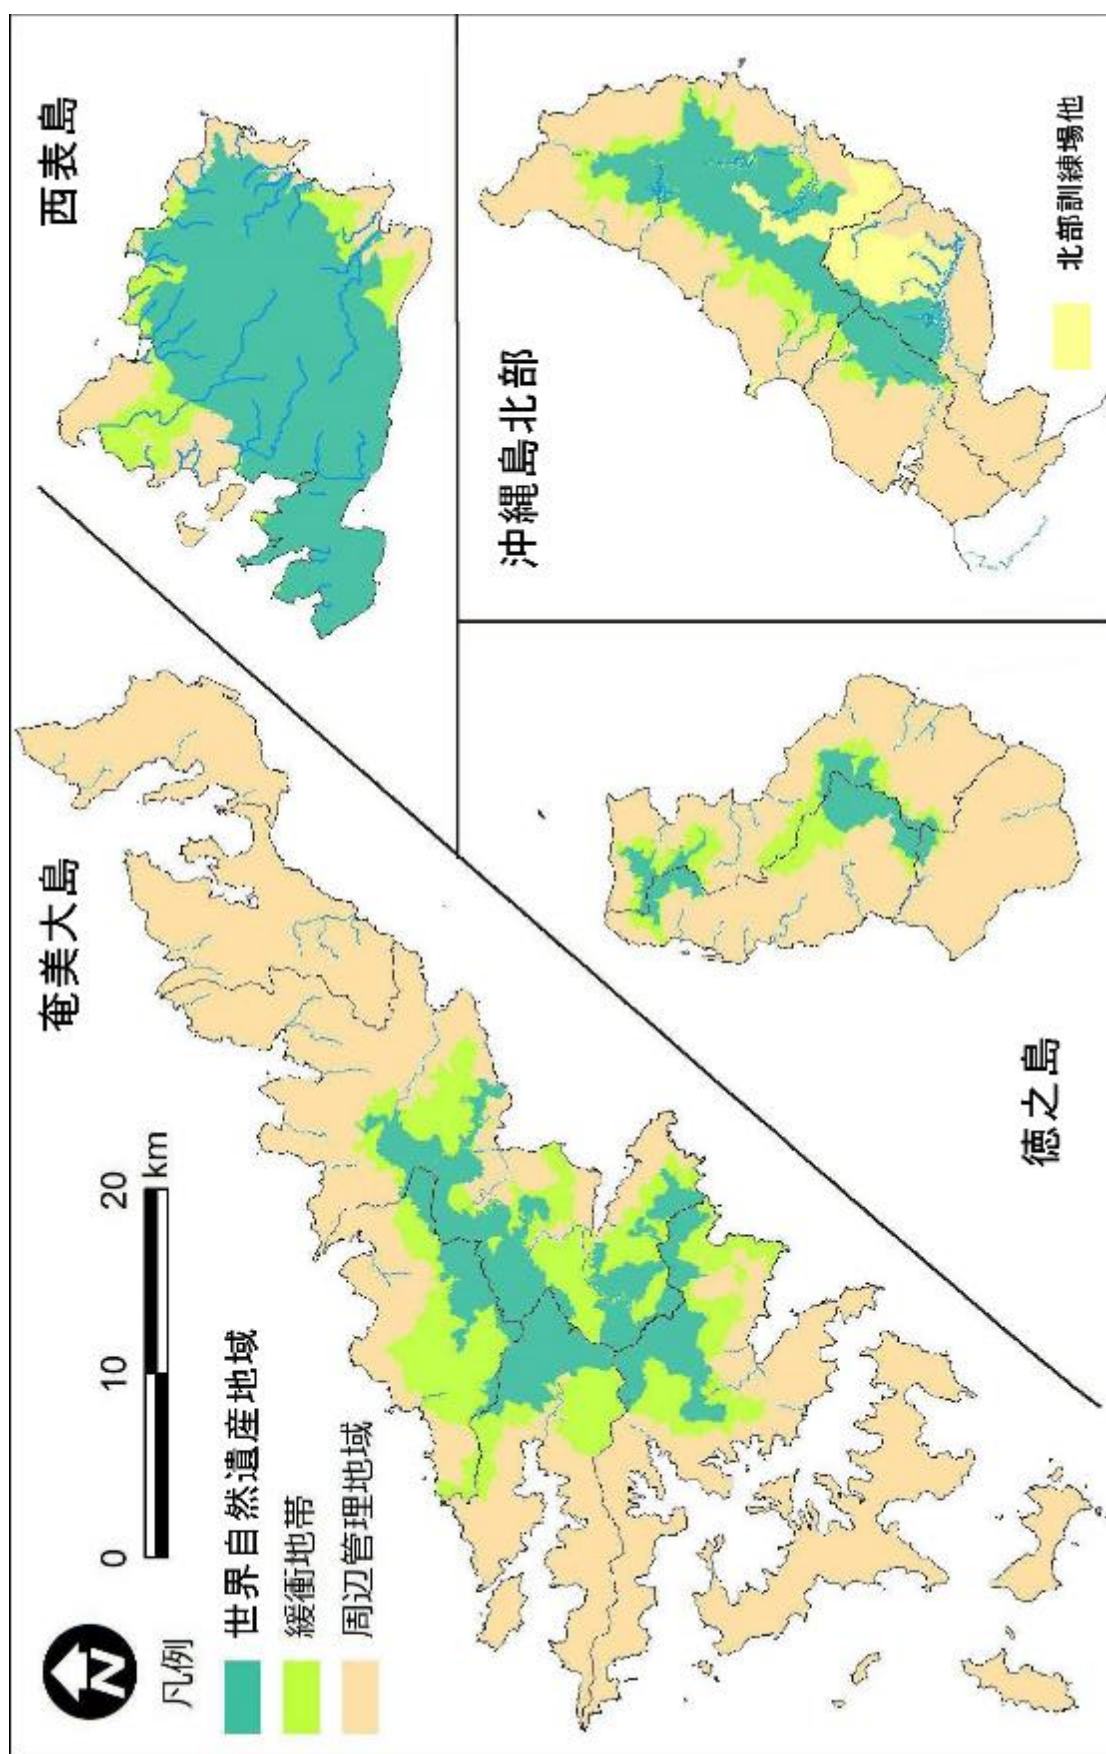 奄美大島
西表島
0 10 20
km
N
凡例
世界自然遺産地域
緩衝地帯
周辺管理地域
徳之島
沖縄島北部
北部訓練場他